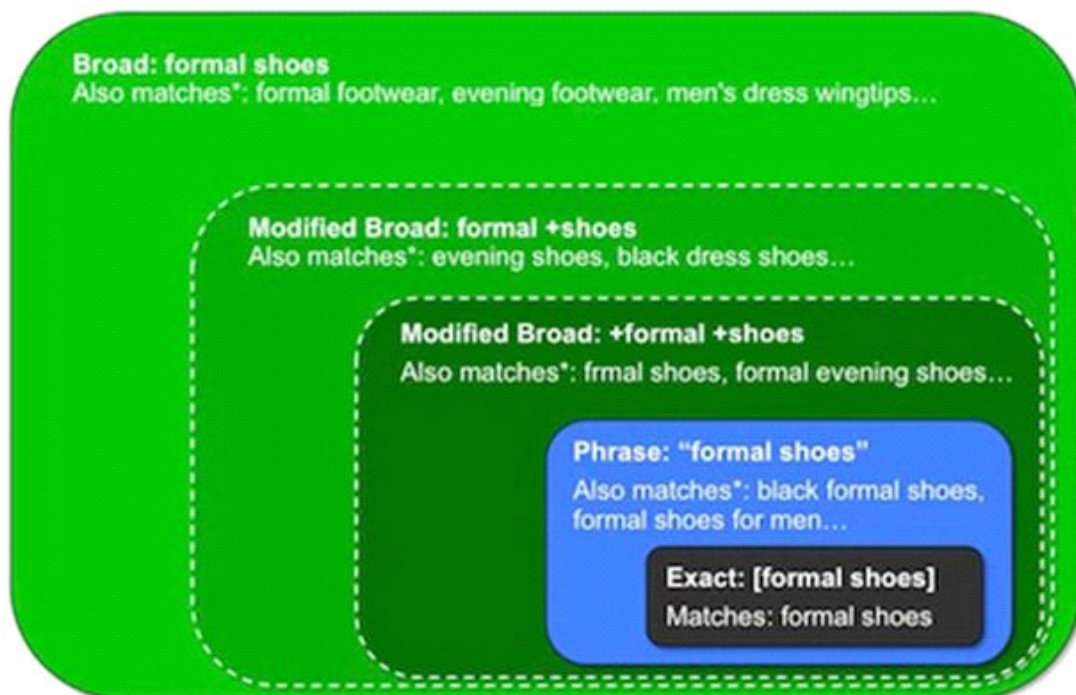 Broad: formal shoes
Also matches*: formal footwear, evening footwear, men's dress wingtips…
Modified Broad: formal +shoes
Also matches*: evening shoes, black dress shoes…
Modified Broad: +formal +shoes
Also matches*: frmal shoes, formal evening shoes…
Phrase: “formal shoes”
Also matches*: black formal shoes,
formal shoes for men…
Exact: [formal shoes]
Matches: formal shoes